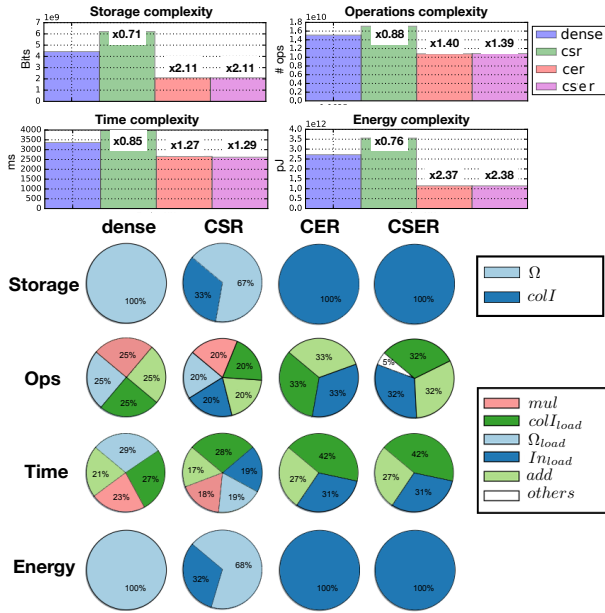 Storage complexity
1e9
Bits
7
6
5
4
3
2
1
0
x0.71
x2.11
x2.11
Operations complexity
1e10
# ops
1.8
1.6
1.4
1.2
1.0
0.8
0.6
0.4
0.2
0.0
x0.88
x1.40
x1.39
dense
csr
cer
cser
Time complexity
ms
4000
3500
3000
2500
2000
1500
1000
500
0
x0.85
x1.27
x1.29
Energy complexity
1e12
pJ
4.0
3.5
3.0
2.5
2.0
1.5
1.0
0.5
0.0
x0.76
x2.37
x2.38
dense CSR CER CSER
Storage
100%
33% 67%
100%
100%
Ω
colI
Ops
25% 25% 25% 25%
20% 20% 20% 20% 20%
33% 33% 33%
5% 32% 32% 32%
Time
29% 21% 27% 23%
28% 17% 19% 18% 19%
42% 27% 31%
42% 27% 31%
mul
colI load
Ω load
In load
add
others
Energy
100%
32% 68%
100%
100%